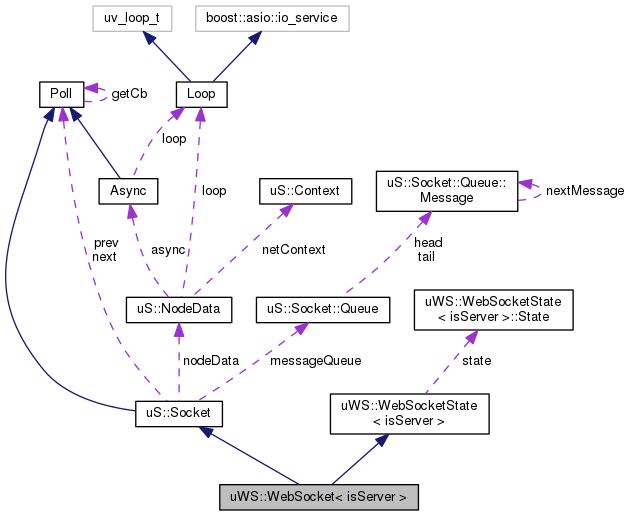 uv_loop_t
boost::asio::io_service
Poll
getCb
Loop
loop
Async
loop
uS::Context
uS::Socket::Queue::
Message
nextMessage
prev
next
async
netContext
head
tail
uS::NodeData
uS::Socket::Queue
uWS::WebSocketState
< isServer >::State
nodeData
messageQueue
state
uS::Socket
uWS::WebSocketState
< isServer >
uWS::WebSocket< isServer >